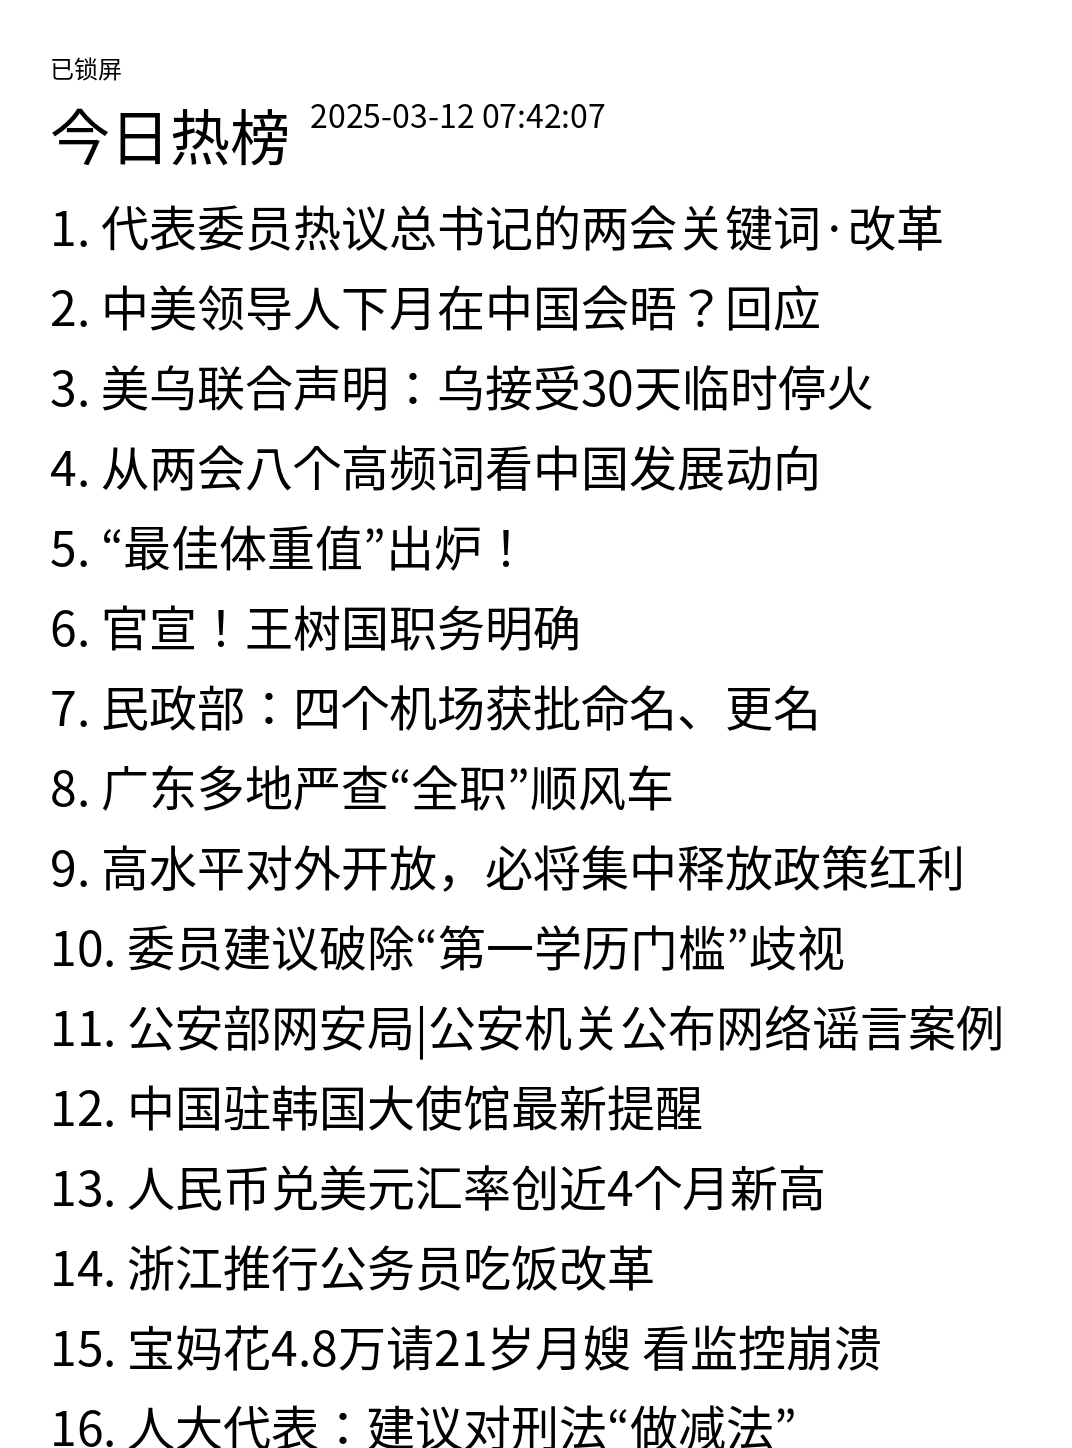 已锁屏
今日热榜 2025-03-12 07:42:07
1. 代表委员热议总书记的两会关键词·改革
2. 中美领导人下月在中国会晤？回应
3. 美乌联合声明：乌接受30天临时停火
4. 从两会八个高频词看中国发展动向
5. “最佳体重值”出炉！
6. 官宣！王树国职务明确
7. 民政部：四个机场获批命名、更名
8. 广东多地严查“全职”顺风车
9. 高水平对外开放，必将集中释放政策红利
10. 委员建议破除“第一学历门槛”歧视
11. 公安部网安局|公安机关公布网络谣言案例
12. 中国驻韩国大使馆最新提醒
13. 人民币兑美元汇率创近4个月新高
14. 浙江推行公务员吃饭改革
15. 宝妈花4.8万请21岁月嫂 看监控崩溃
16. 人大代表：建议对刑法“做减法”